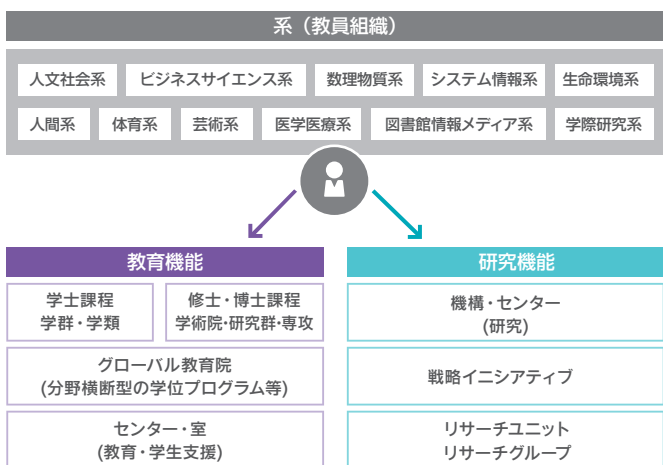 系（教員組織）
人文社会系 ビジネスサイエンス系 数理物質系 システム情報系 生命環境系
人間系 体育系 芸術系 医学医療系 図書館情報メディア系 学際研究系
教育機能
学士課程
学群・学類
修士・博士課程
学術院・研究群・専攻
グローバル教育院
(分野横断型の学位プログラム等)
センター・室
(教育・学生支援)
研究機能
機構・センター
(研究)
戦略イニシアティブ
リサーチユニット
リサーチグループ